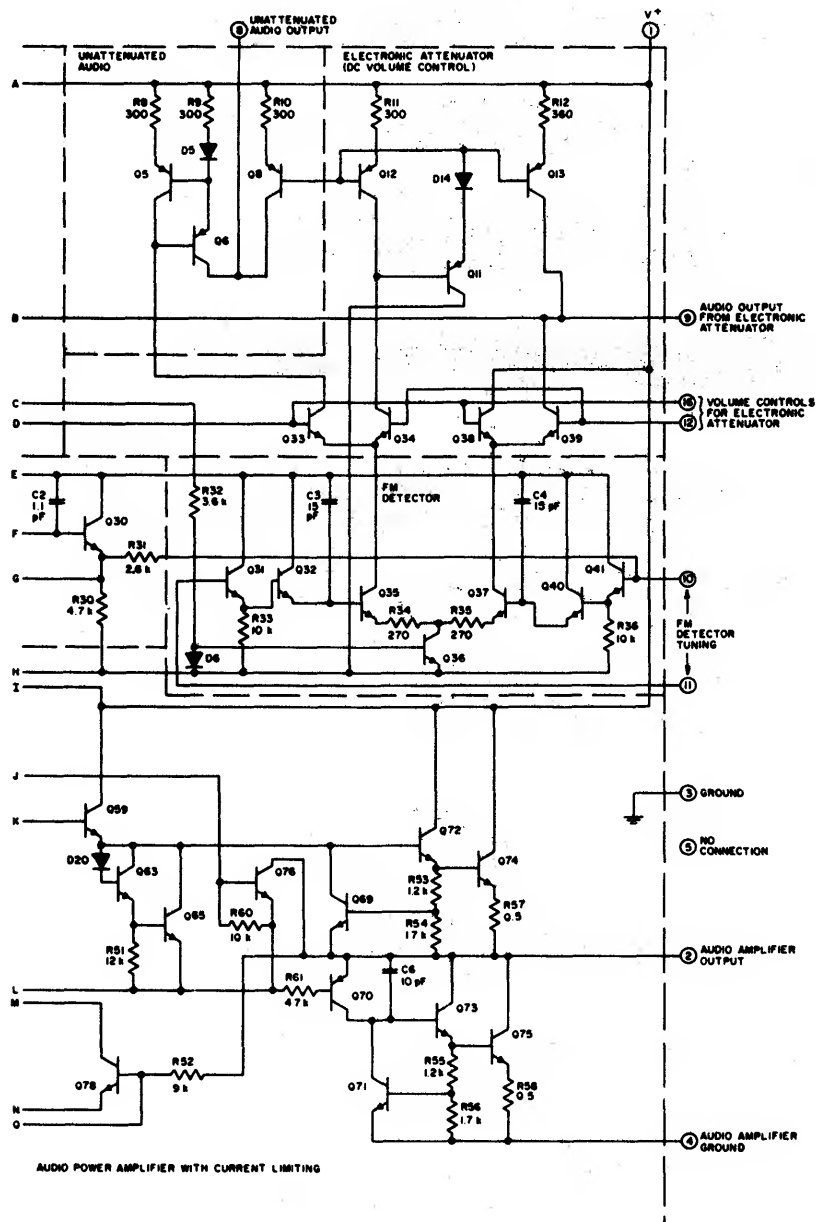 8 UNATTENUATED
AUDIO OUTPUT
V+
1
UNATTENUATED
AUDIO
ELECTRONIC ATTENUATOR
(DC VOLUME CONTROL)
A
R8
300
R9
300
R10
300
R11
300
R12
360
D5
Q5
Q8
Q12
D14
Q13
Q6
Q11
B
9 AUDIO OUTPUT
FROM ELECTRONIC
ATTENUATOR
C
D
16
12
VOLUME CONTROLS
FOR ELECTRONIC
ATTENUATOR
Q33
Q34
Q38
Q39
E
C2
1.1
pF
Q30
R32
3.6 k
C3
15
pF
FM
DETECTOR
C4
15 pF
F
R31
2.6 k
Q31
Q32
Q35
Q37
Q40
Q41
10
G
R30
4.7 k
R33
10 k
R34
270
R35
270
R36
10 k
FM
DETECTOR
TUNING
D6
Q36
H
I
11
J
3 GROUND
K
Q59
Q72
Q74
5 NO
CONNECTION
D20
Q63
Q76
R53
1.2 k
R57
0.5
Q65
Q69
R60
10 k
R54
1.7 k
R51
12 k
2 AUDIO AMPLIFIER
OUTPUT
L
R61
47 k
Q70
C6
10 pF
Q73
Q75
M
R52
9 k
Q78
R55
1.2 k
R58
0.5
Q71
R56
1.7 k
N
O
4 AUDIO AMPLIFIER
GROUND
AUDIO POWER AMPLIFIER WITH CURRENT LIMITING